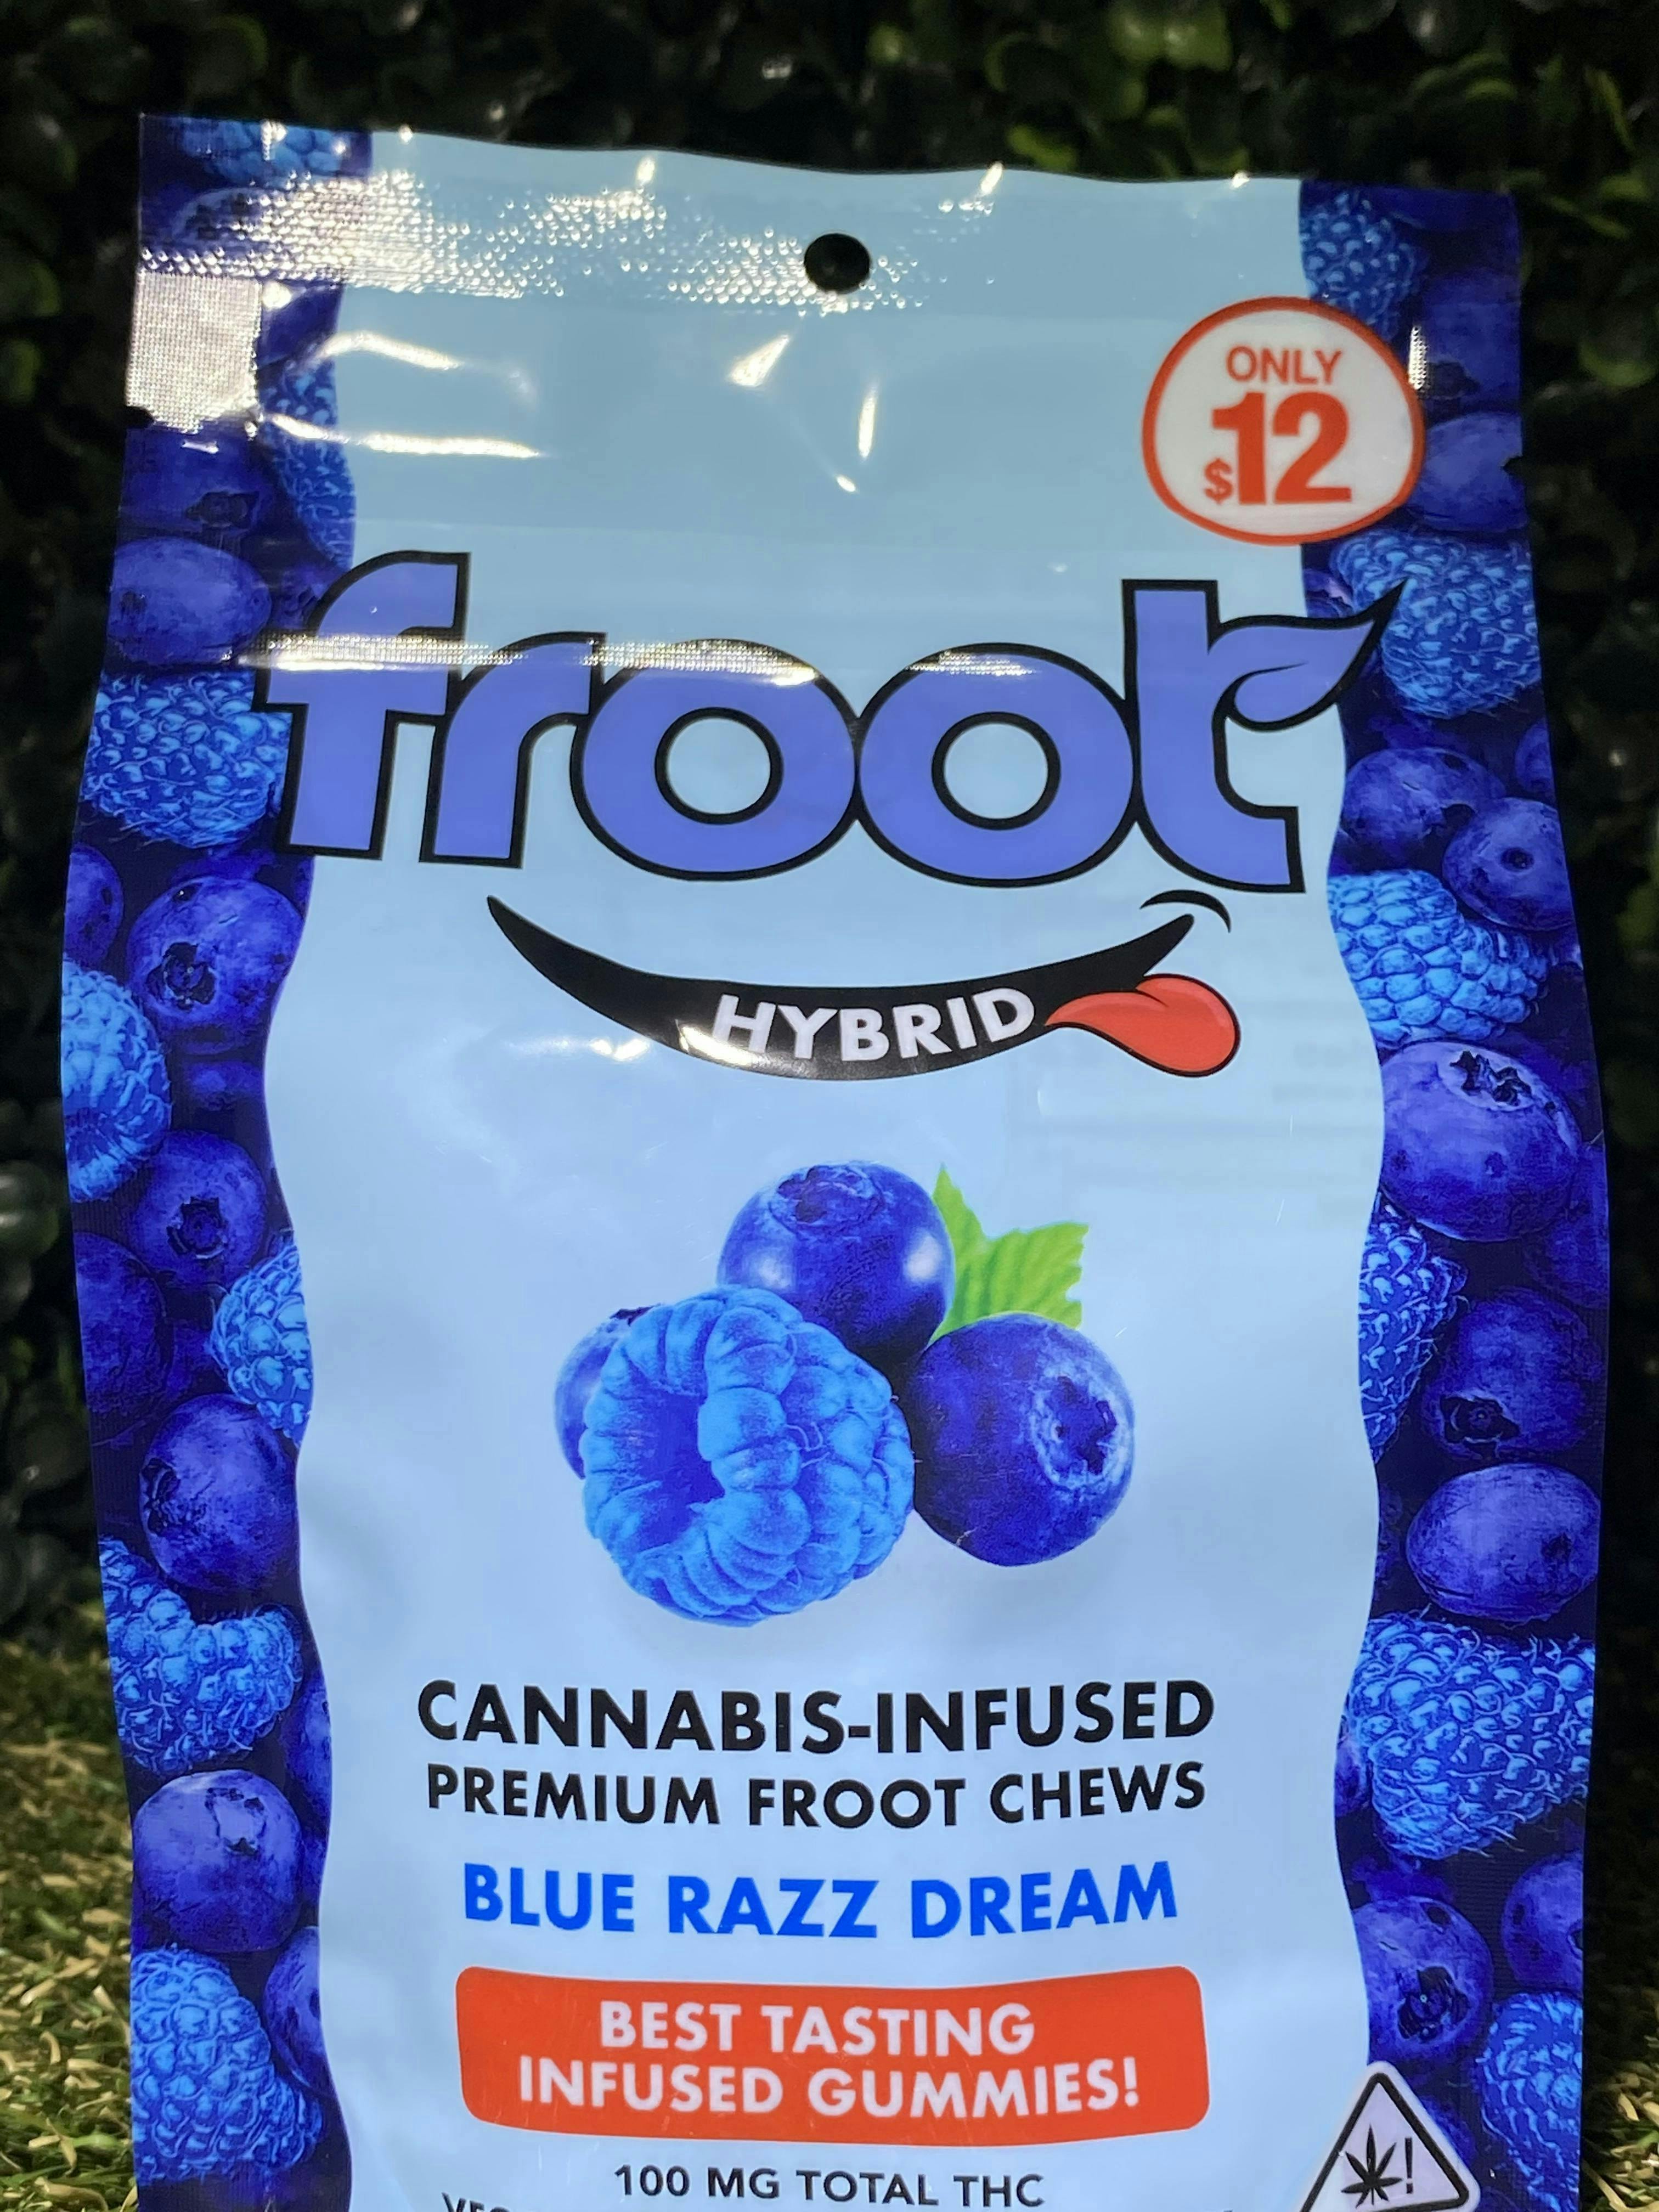 ONLY
$12
froot
HYBRID
CANNABIS-INFUSED
PREMIUM FROOT CHEWS
BLUE RAZZ DREAM
BEST TASTING
INFUSED GUMMIES!
!
100 MG TOTAL THC